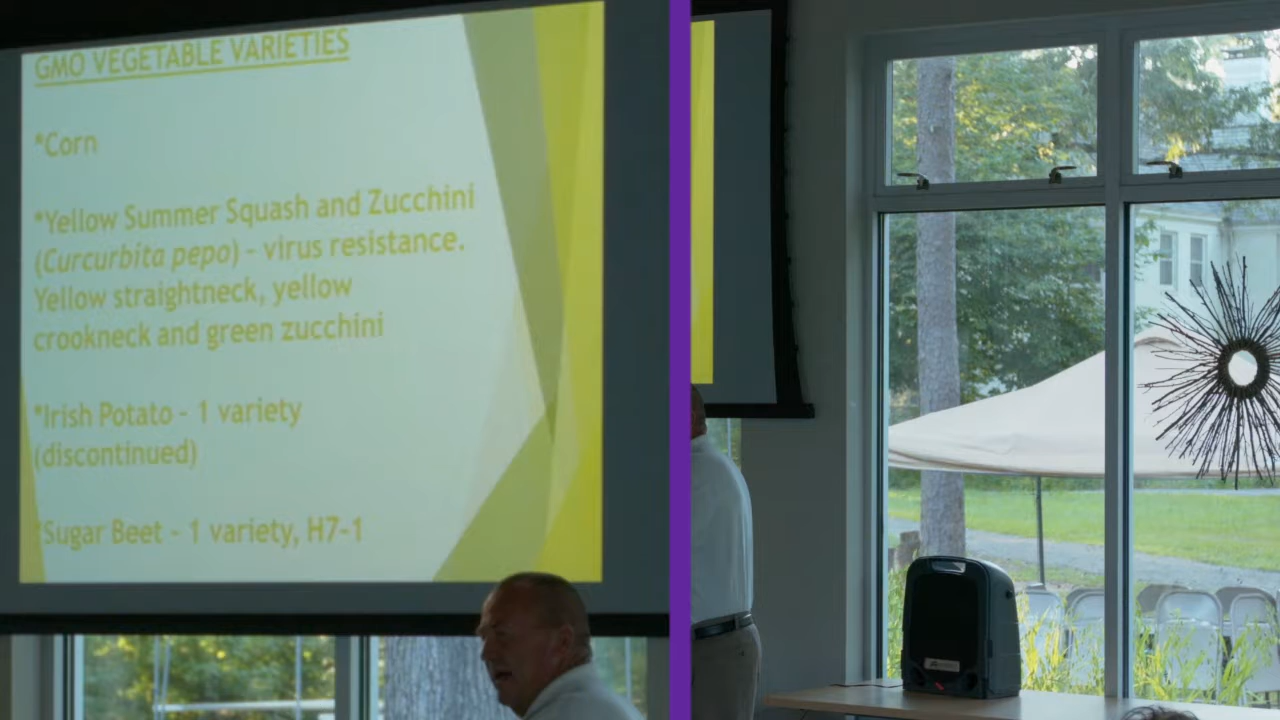 GMO VEGETABLE VARIETIES
*Corn
*Yellow Summer Squash and Zucchini
(Curcurbita pepo) - virus resistance.
Yellow straightneck, yellow
crookneck and green zucchini
*Irish Potato - 1 variety
(discontinued)
*Sugar Beet - 1 variety, H7-1